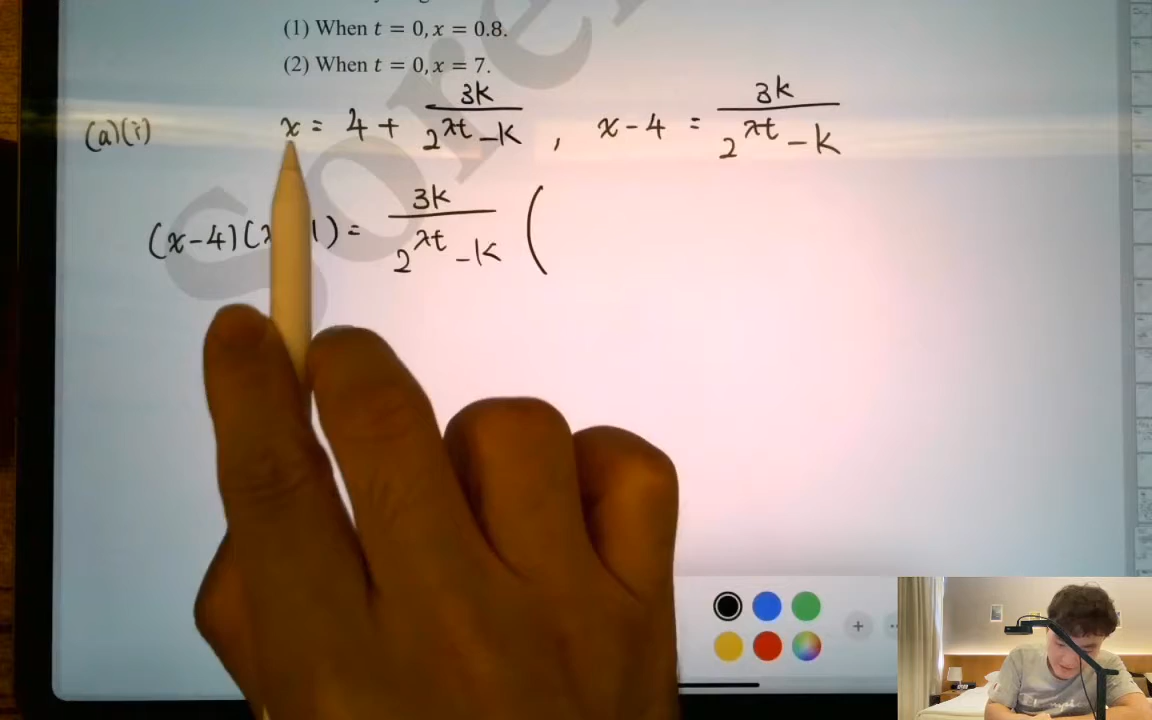 (1) When t = 0, x = 0.8.
(2) When t = 0, x = 7.
(a)(i) x = 4 + 3k / (2^{λt} - k) , x - 4 = 3k / (2^{λt} - k)
(x-4)( 1) = 3k / (2^{λt} - k) (